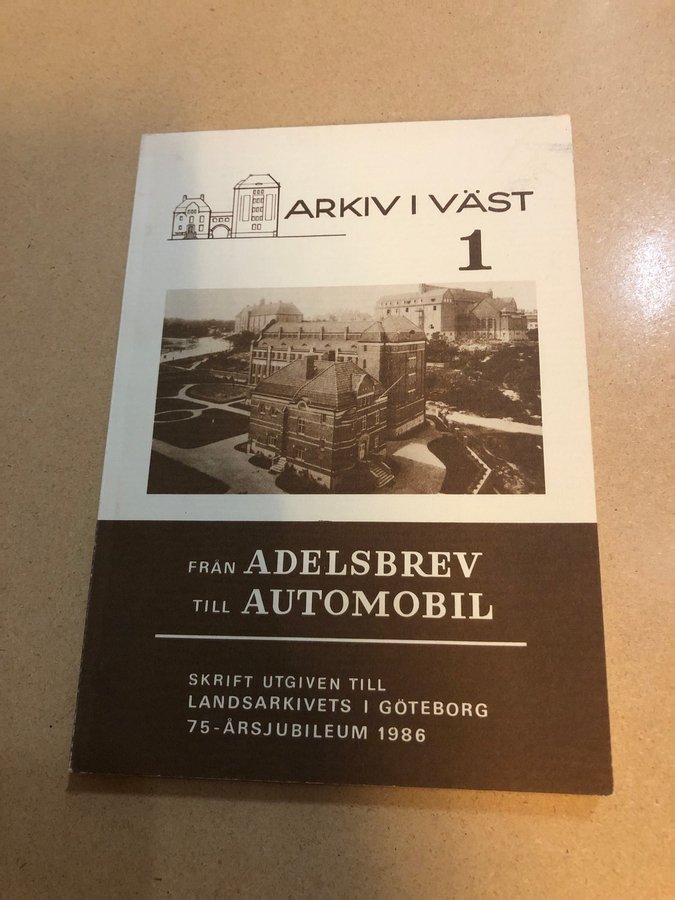 ARKIV I VÄST
1
FRÅN ADELSBREV
TILL AUTOMOBIL
SKRIFT UTGIVEN TILL
LANDSARKIVETS I GÖTEBORG
75-ÅRSJUBILEUM 1986